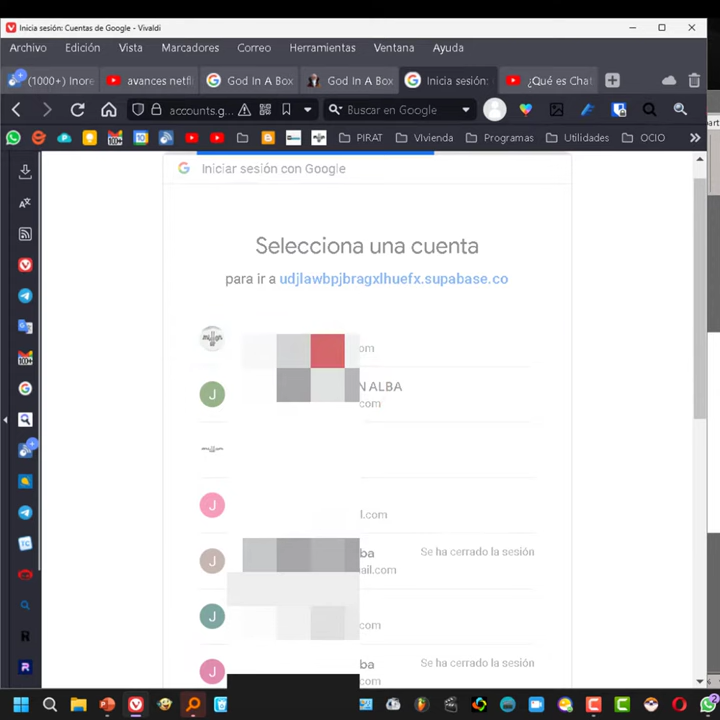 Inicia sesión: Cuentas de Google - Vivaldi
Archivo Edición Vista Marcadores Correo Herramientas Ventana Ayuda
(1000+) Inore avances netfl God In A Box God In A Box Inicia sesión: ¿Qué es Chat
accounts.g Buscar en Google
PIRAT VIvienda Programas Utilidades OCIO
Iniciar sesión con Google
Selecciona una cuenta
para ir a udjlawbpjbragxlhuefx.supabase.co
om
N ALBA
J
.com
J
l.com
ba Se ha cerrado la sesión
J
ail.com
J
.com
ba Se ha cerrado la sesión
J